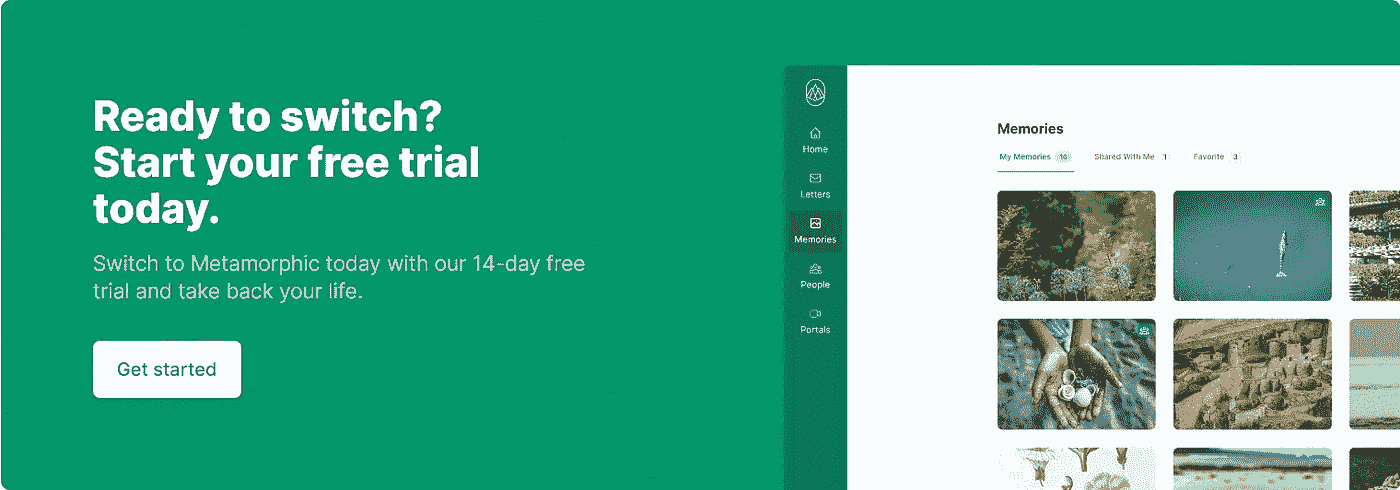 Ready to switch?
Start your free trial
today.
Switch to Metamorphic today with our 14-day free
trial and take back your life.
Get started
Home
Letters
Memories
People
Portals
Memories
My Memories 16 Shared With Me 1 Favorite 3